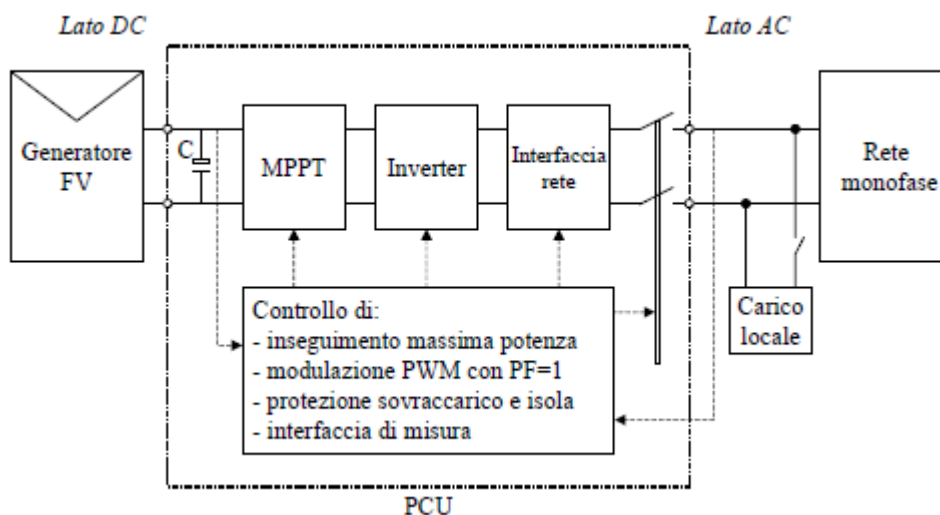 Lato DC
Lato AC
Generatore
FV
C
MPPT
Inverter
Interfaccia
rete
Rete
monofase
Controllo di:
- inseguimento massima potenza
- modulazione PWM con PF=1
- protezione sovraccarico e isola
- interfaccia di misura
Carico
locale
PCU